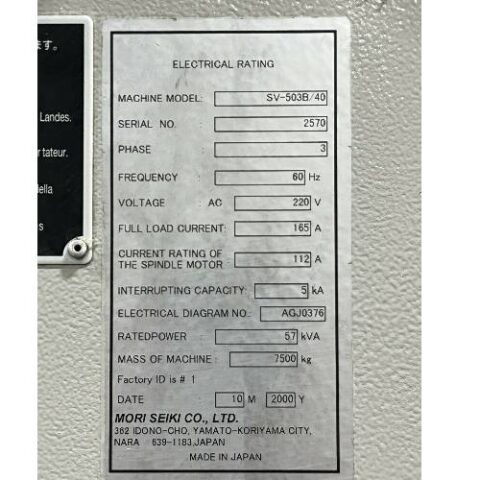 ます。
Landes.
tateur.
della
ELECTRICAL RATING
MACHINE MODEL: SV-503B/40
SERIAL NO. 2570
PHASE 3
FREQUENCY 60 Hz
VOLTAGE AC 220 V
FULL LOAD CURRENT: 165 A
CURRENT RATING OF
THE SPINDLE MOTOR 112 A
INTERRUPTING CAPACITY: 5 kA
ELECTRICAL DIAGRAM NO.: AGJ0376
RATEDPOWER : 57 kVA
MASS OF MACHINE : 7500 kg
Factory ID is # 1
DATE 10 M 2000 Y
MORI SEIKI CO., LTD.
362 IDONO-CHO, YAMATO-KORIYAMA CITY,
NARA 639-1183,JAPAN
MADE IN JAPAN